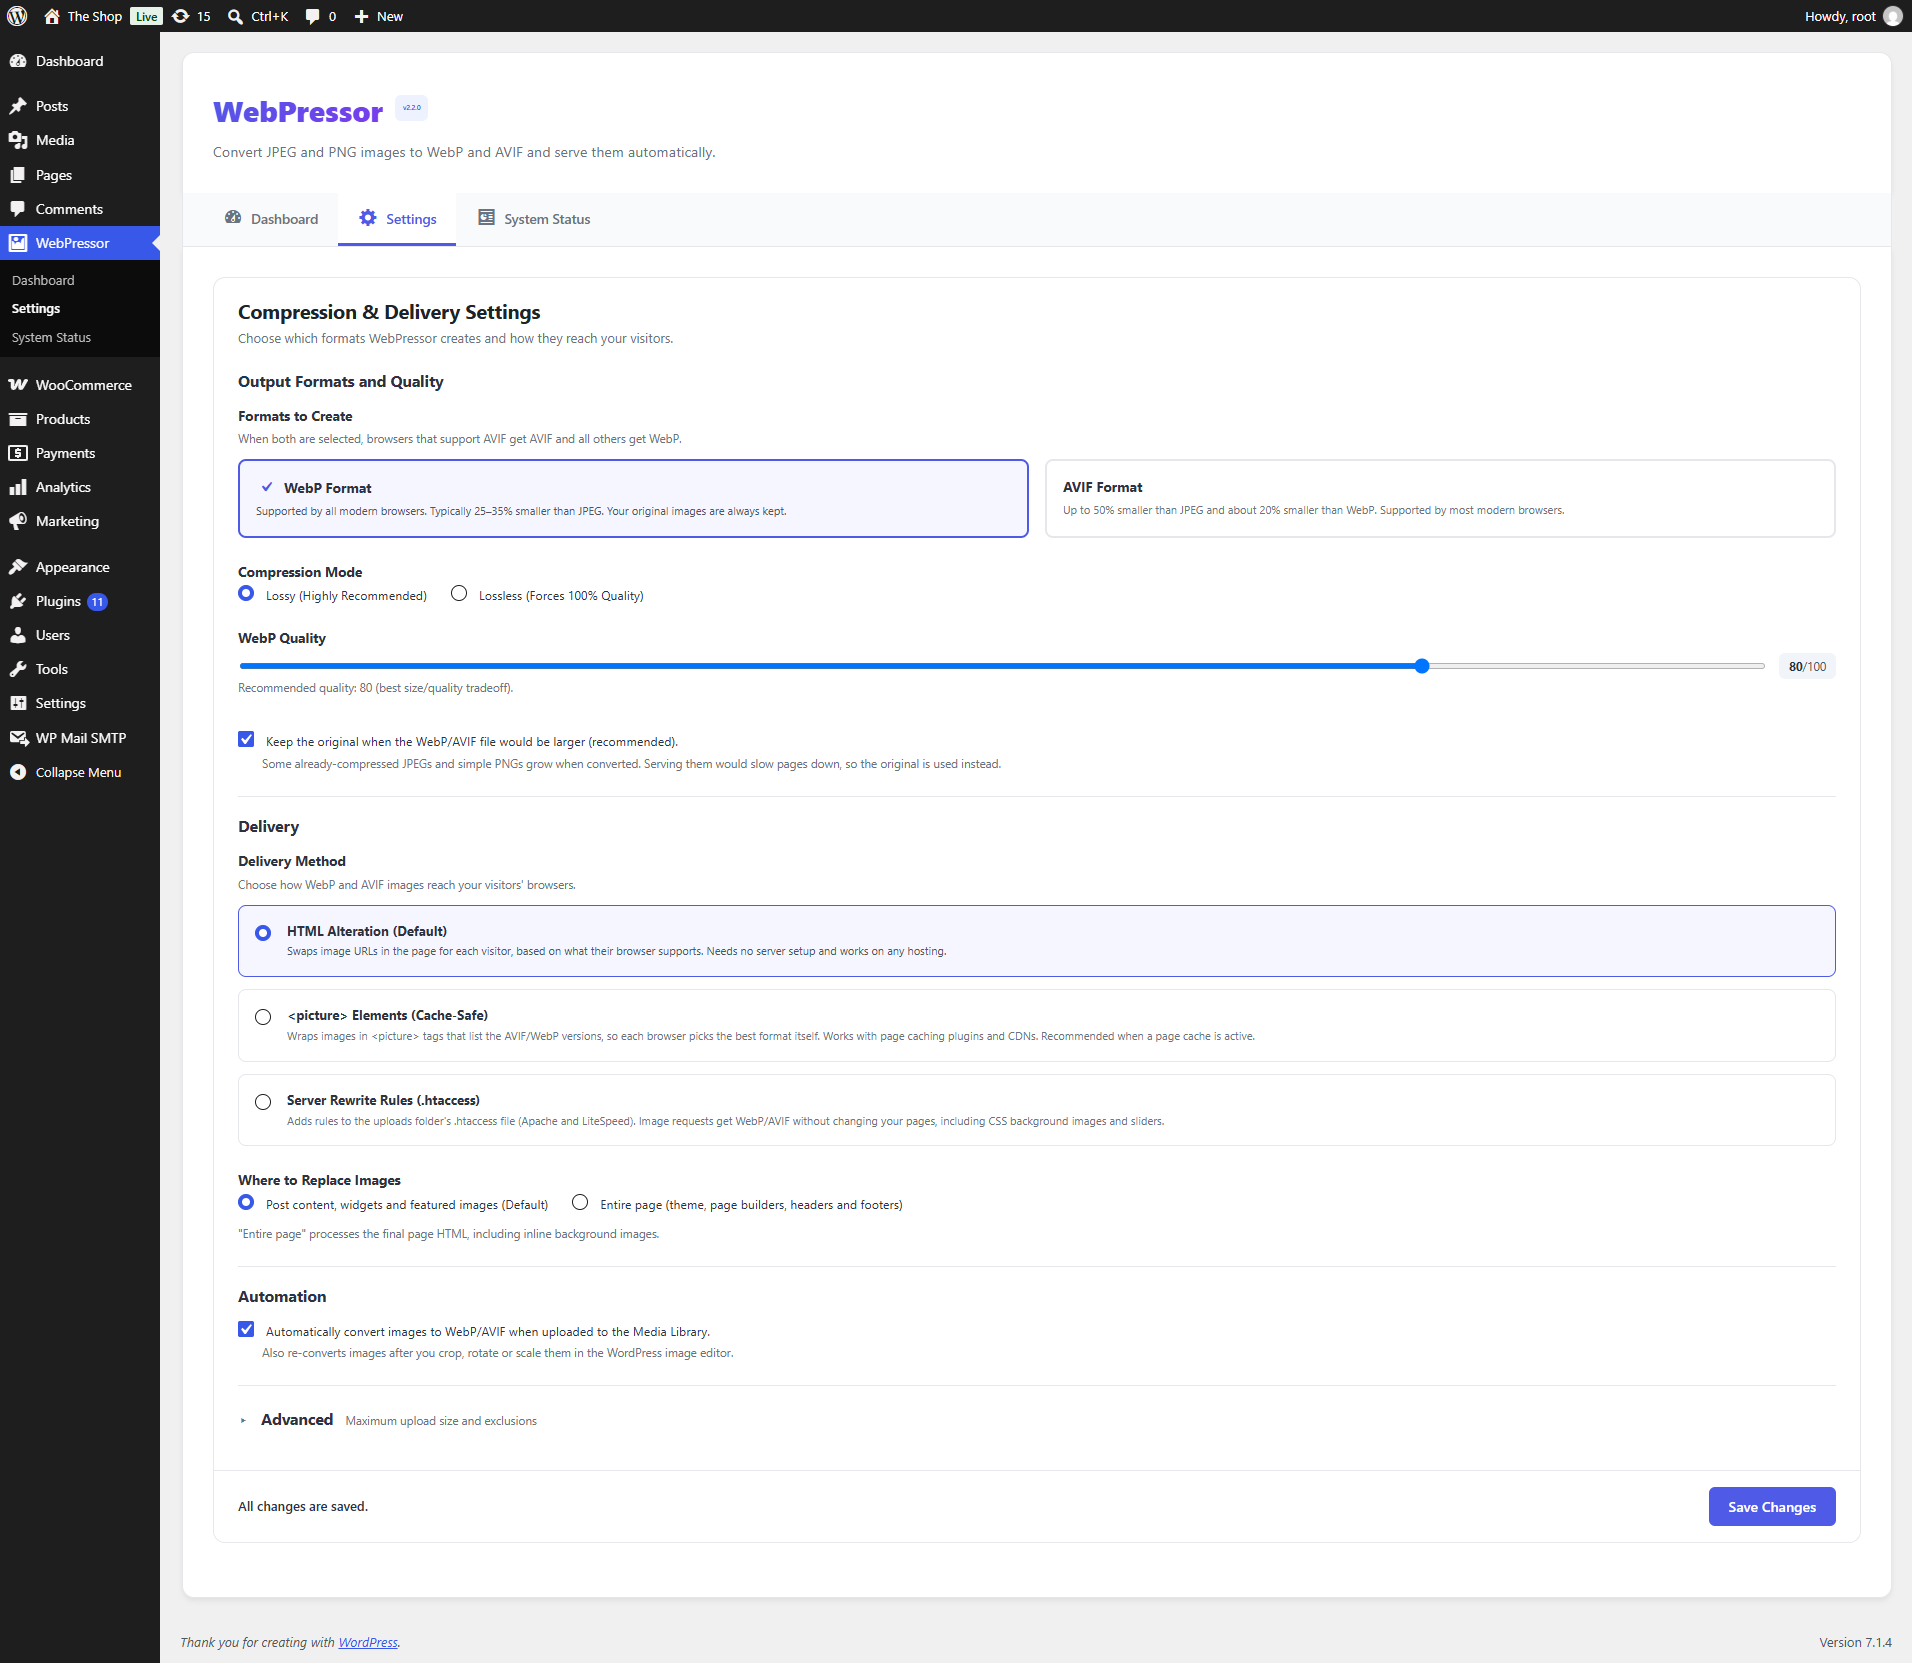 The Shop Live 15 Ctrl+K 0 New
Howdy, root
Dashboard
Posts
Media
Pages
Comments
WebPressor
Dashboard
Settings
System Status
WooCommerce
Products
Payments
Analytics
Marketing
Appearance
Plugins 11
Users
Tools
Settings
WP Mail SMTP
Collapse Menu
WebPressor v2.2.0
Convert JPEG and PNG images to WebP and AVIF and serve them automatically.
Dashboard Settings System Status
Compression & Delivery Settings
Choose which formats WebPressor creates and how they reach your visitors.
Output Formats and Quality
Formats to Create
When both are selected, browsers that support AVIF get AVIF and all others get WebP.
WebP Format
Supported by all modern browsers. Typically 25–35% smaller than JPEG. Your original images are always kept.
AVIF Format
Up to 50% smaller than JPEG and about 20% smaller than WebP. Supported by most modern browsers.
Compression Mode
Lossy (Highly Recommended) Lossless (Forces 100% Quality)
WebP Quality
80/100
Recommended quality: 80 (best size/quality tradeoff).
Keep the original when the WebP/AVIF file would be larger (recommended).
Some already-compressed JPEGs and simple PNGs grow when converted. Serving them would slow pages down, so the original is used instead.
Delivery
Delivery Method
Choose how WebP and AVIF images reach your visitors' browsers.
HTML Alteration (Default)
Swaps image URLs in the page for each visitor, based on what their browser supports. Needs no server setup and works on any hosting.
<picture> Elements (Cache-Safe)
Wraps images in <picture> tags that list the AVIF/WebP versions, so each browser picks the best format itself. Works with page caching plugins and CDNs. Recommended when a page cache is active.
Server Rewrite Rules (.htaccess)
Adds rules to the uploads folder's .htaccess file (Apache and LiteSpeed). Image requests get WebP/AVIF without changing your pages, including CSS background images and sliders.
Where to Replace Images
Post content, widgets and featured images (Default) Entire page (theme, page builders, headers and footers)
"Entire page" processes the final page HTML, including inline background images.
Automation
Automatically convert images to WebP/AVIF when uploaded to the Media Library.
Also re-converts images after you crop, rotate or scale them in the WordPress image editor.
Advanced Maximum upload size and exclusions
All changes are saved.
Save Changes
Thank you for creating with WordPress.
Version 7.1.4